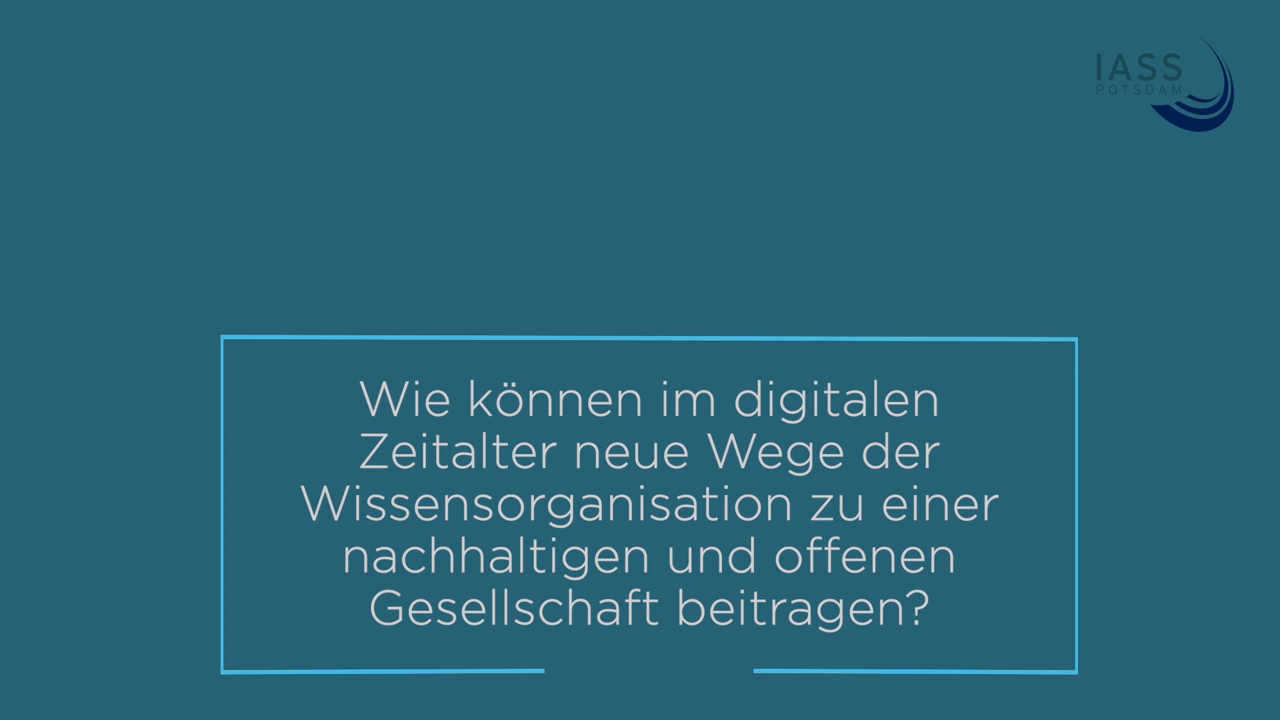 IASS
POTSDAM
Wie können im digitalen
Zeitalter neue Wege der
Wissensorganisation zu einer
nachhaltigen und offenen
Gesellschaft beitragen?